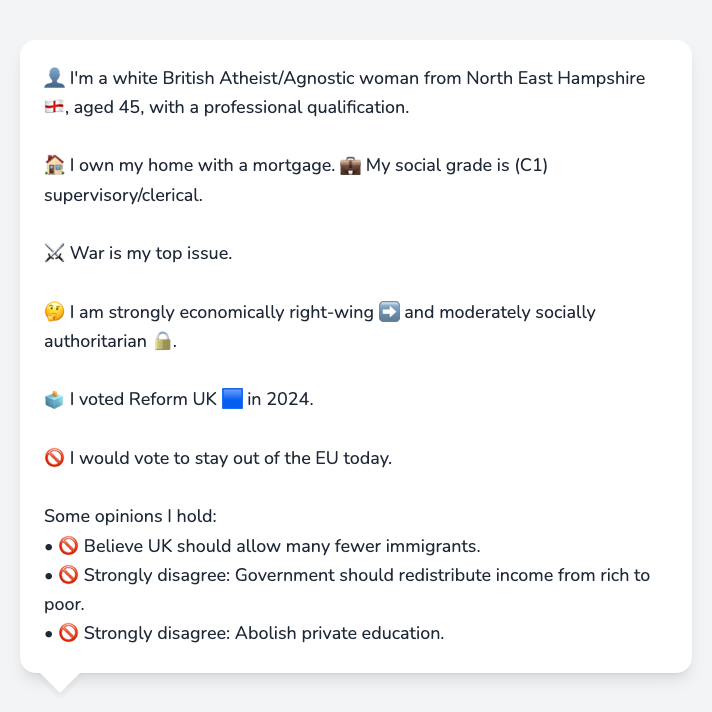 👤 I'm a white British Atheist/Agnostic woman from North East Hampshire
🏴󠁧󠁢󠁥󠁮󠁧󠁿, aged 45, with a professional qualification.
🏠 I own my home with a mortgage. 💼 My social grade is (C1)
supervisory/clerical.
⚔️ War is my top issue.
🤔 I am strongly economically right-wing ➡️ and moderately socially
authoritarian 🔒.
🗳️ I voted Reform UK 🟦 in 2024.
🚫 I would vote to stay out of the EU today.
Some opinions I hold:
• 🚫 Believe UK should allow many fewer immigrants.
• 🚫 Strongly disagree: Government should redistribute income from rich to
poor.
• 🚫 Strongly disagree: Abolish private education.